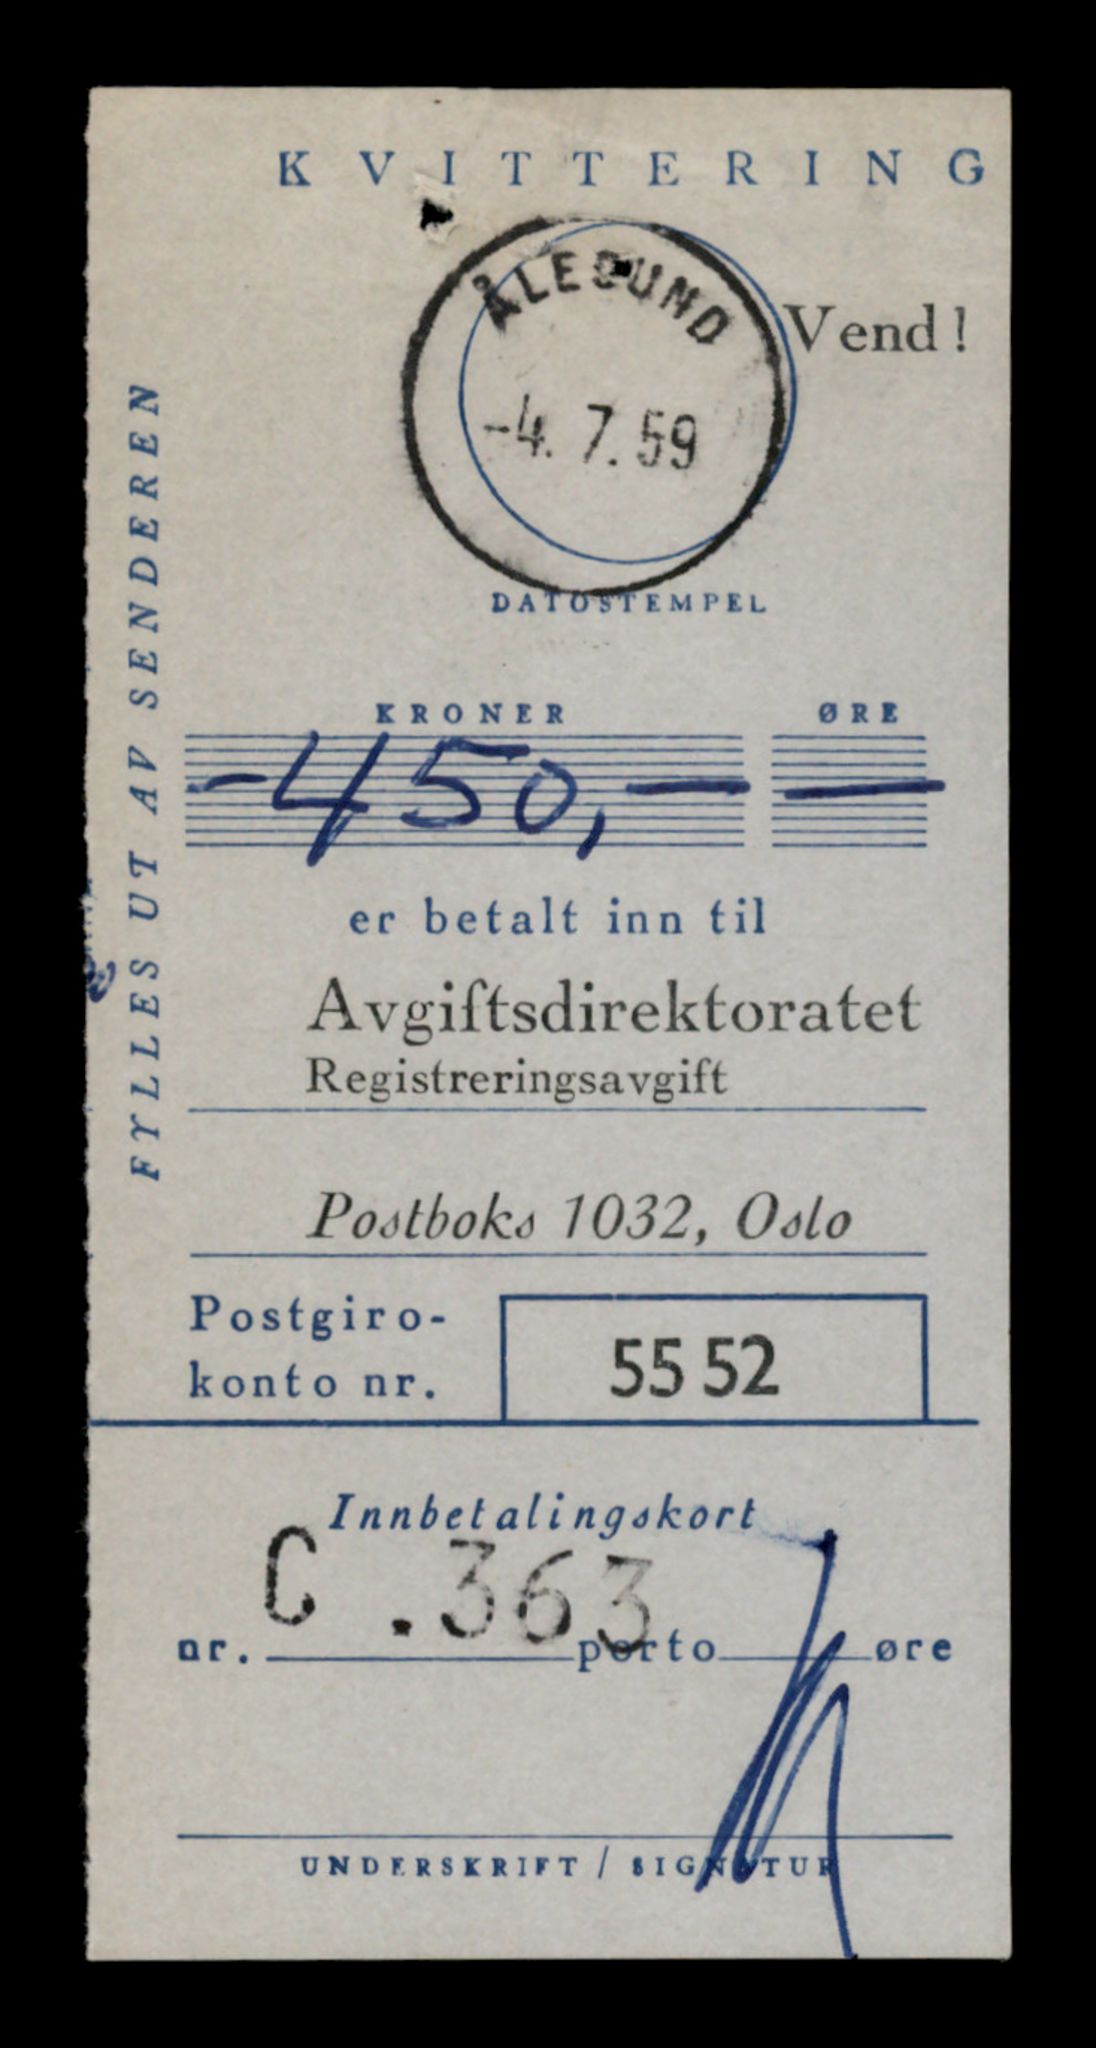 KVITTERING
ÅLESUND
Vend!
-4. 7. 59
DATOSTEMPEL
FYLLES UT AV SENDEREN
KRONER ØRE
-450,— —
er betalt inn til
Avgiftsdirektoratet
Registreringsavgift
Postboks 1032, Oslo
Postgiro-
konto nr.
55 52
Innbetalingskort
C .363
nr. porto øre
UNDERSKRIFT / SIGNATUR